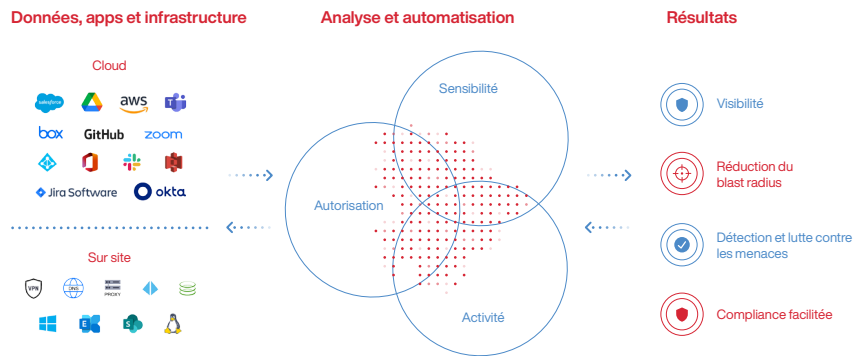 Données, apps et infrastructure
Analyse et automatisation
Résultats
Cloud
salesforce
aws
T
box
GitHub
zoom
Jira Software
okta
Sur site
VPN
DNS
PROXY
E
S
Sensibilité
Autorisation
Activité
Visibilité
Réduction du
blast radius
Détection et lutte contre
les menaces
Compliance facilitée